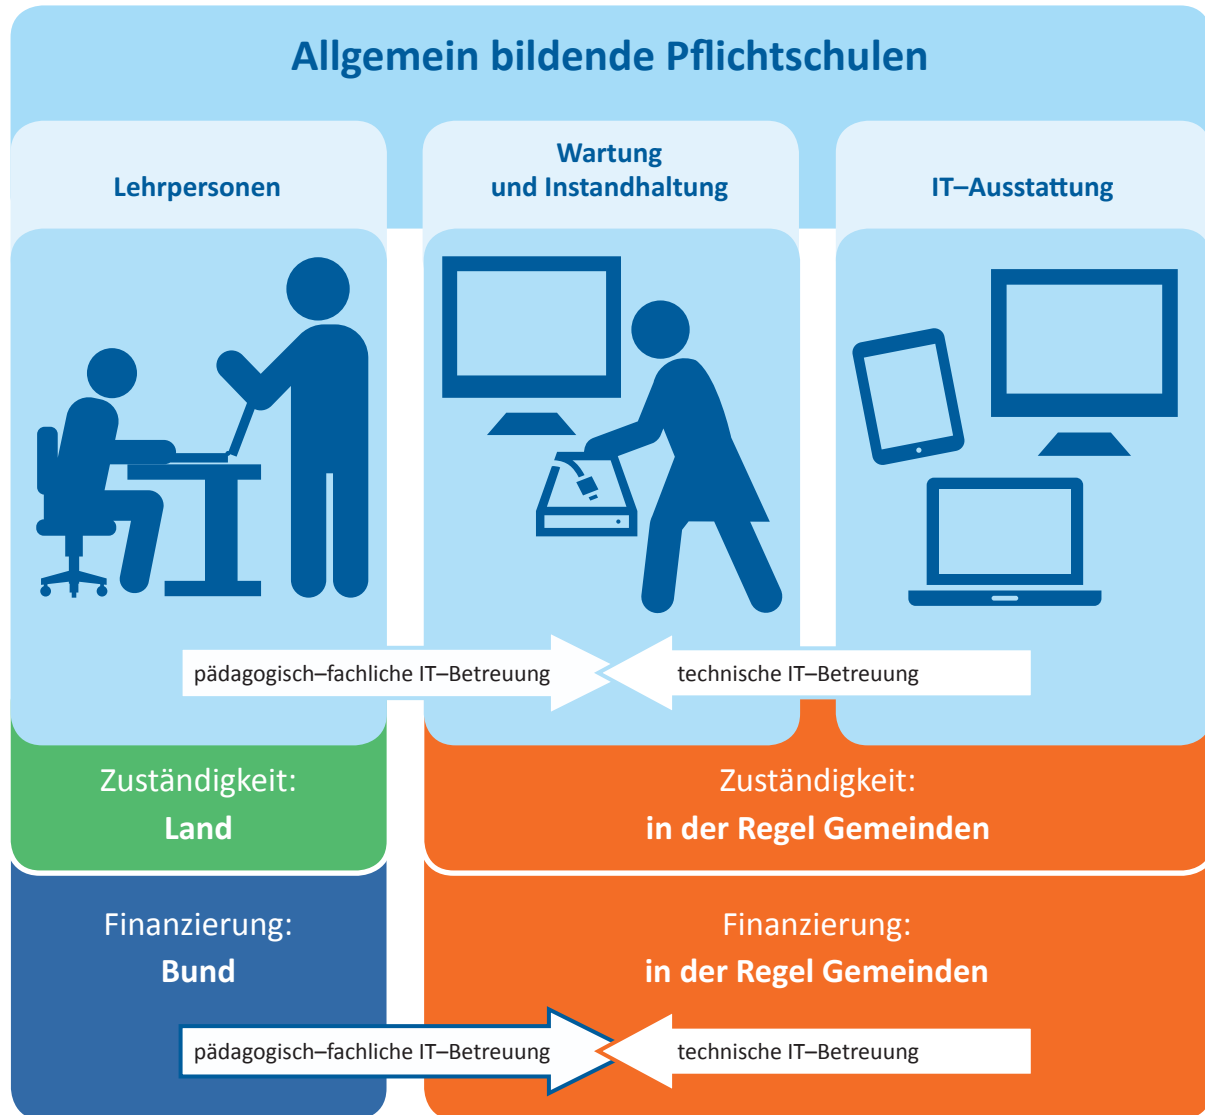 Allgemein bildende Pflichtschulen
Lehrpersonen
Wartung
und Instandhaltung
IT–Ausstattung
pädagogisch–fachliche IT–Betreuung
technische IT–Betreuung
Zuständigkeit:
Land
Zuständigkeit:
in der Regel Gemeinden
Finanzierung:
Bund
Finanzierung:
in der Regel Gemeinden
pädagogisch–fachliche IT–Betreuung
technische IT–Betreuung